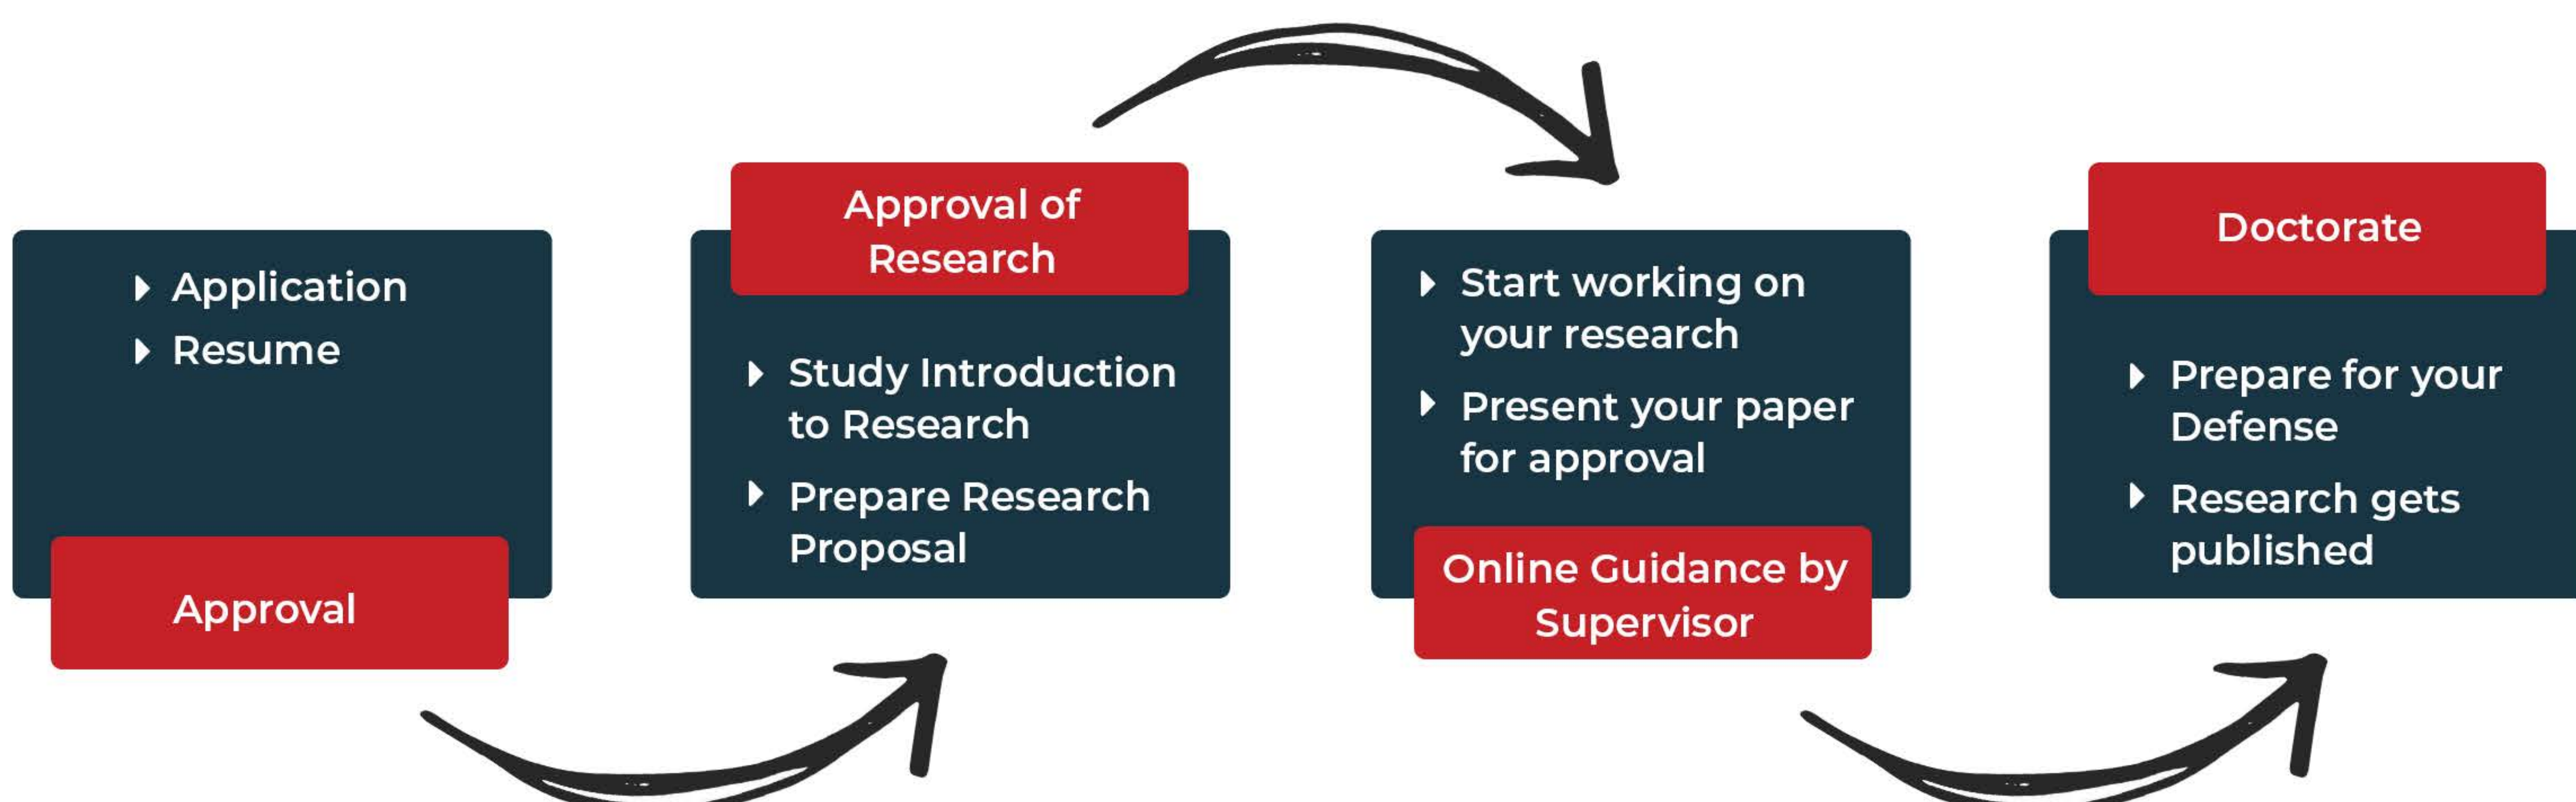 Application
Resume
Approval
Approval of
Research
Study Introduction
to Research
Prepare Research
Proposal
Start working on
your research
Present your paper
for approval
Online Guidance by
Supervisor
Doctorate
Prepare for your
Defense
Research gets
published